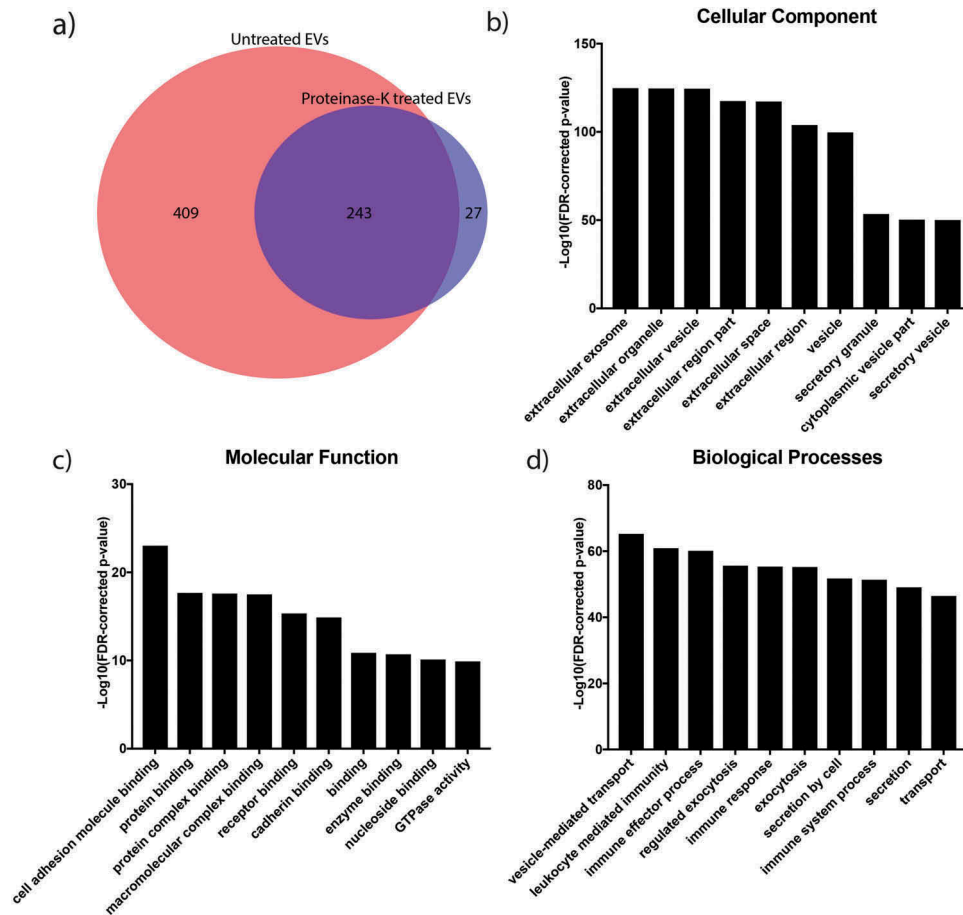 a)
Untreated EVs
Proteinase-K treated EVs
409
243
27
b)
Cellular Component
-Log10(FDR-corrected p-value)
150
100
50
0
extracellular exosome
extracellular organelle
extracellular vesicle
extracellular region part
extracellular space
extracellular region
vesicle
secretory granule
cytoplasmic vesicle part
secretory vesicle
c)
Molecular Function
-Log10(FDR-corrected p-value)
30
20
10
0
cell adhesion molecule binding
protein binding
protein complex binding
macromolecular complex binding
receptor binding
cadherin binding
binding
enzyme binding
nucleoside binding
GTPase activity
d)
Biological Processes
-Log10(FDR-corrected p-value)
80
60
40
20
0
vesicle-mediated transport
leukocyte mediated immunity
immune effector process
regulated exocytosis
immune response
exocytosis
secretion by cell
immune system process
secretion
transport